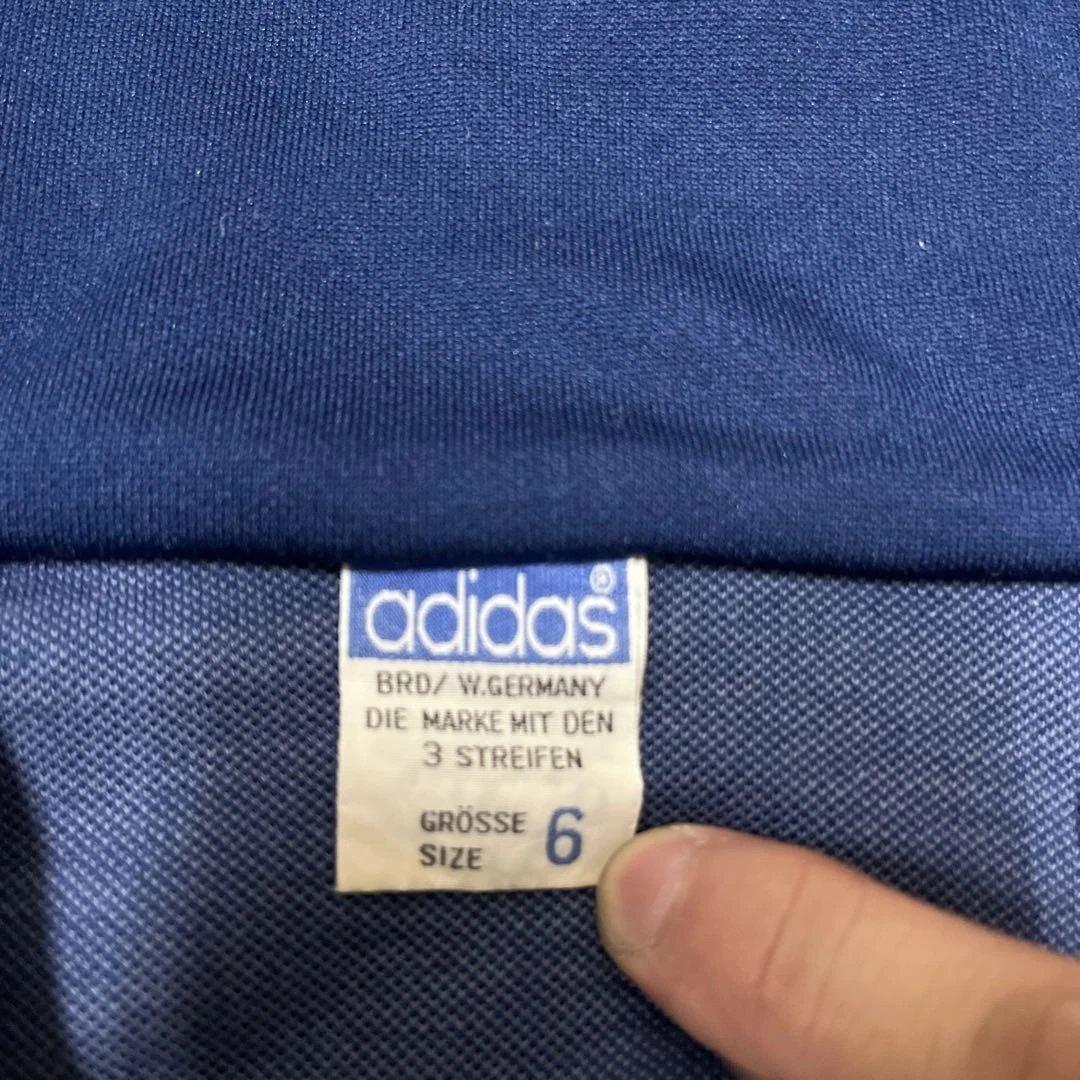 adidas®
BRD/ W.GERMANY
DIE MARKE MIT DEN
3 STREIFEN
GRÖSSE 6
SIZE